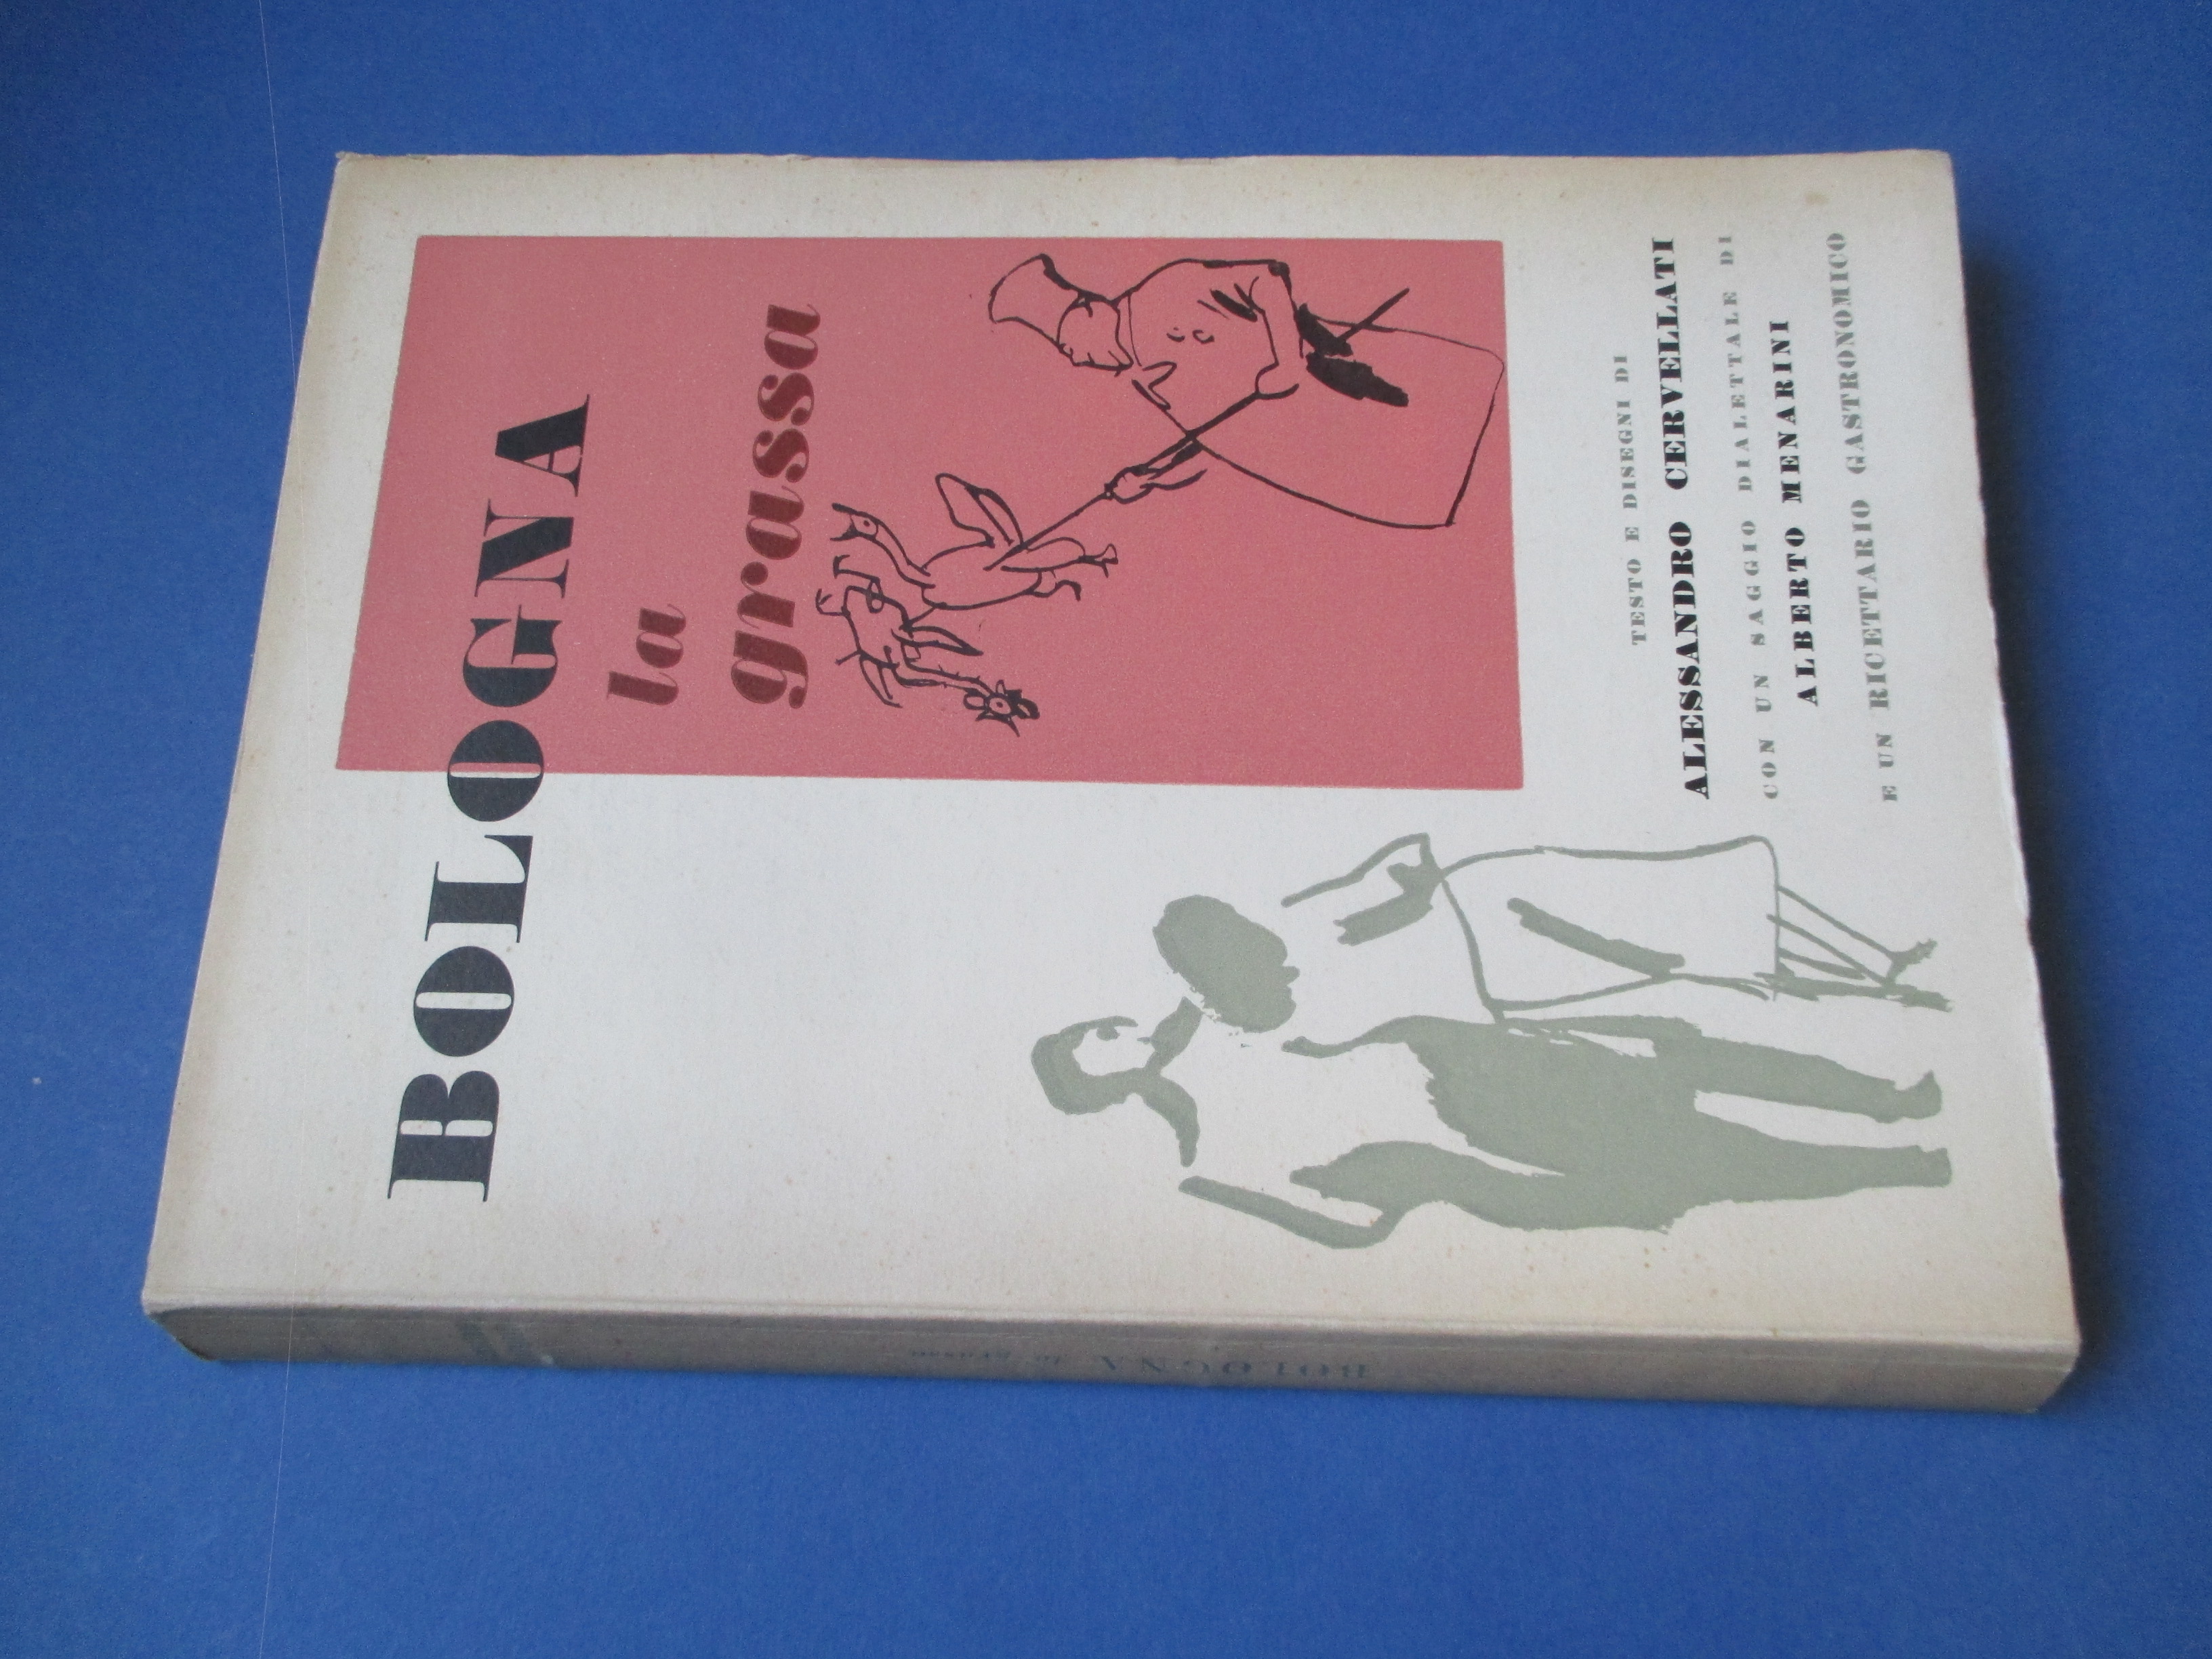 BOLOGNA
la
grassa
TESTO E DISEGNI DI
ALESSANDRO CERVELLATI
CON UN SAGGIO DIALETTALE DI
ALBERTO MENARINI
E UN RICETTARIO GASTRONOMICO
BOLOGNA la grassa